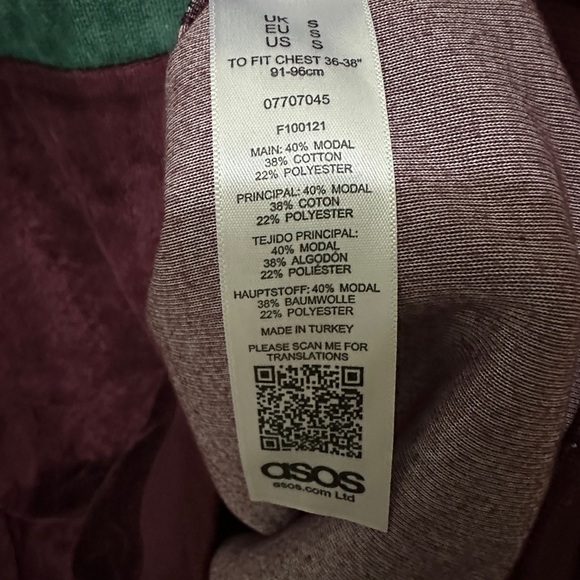 UK S
EU S
US S
TO FIT CHEST 36-38"
91-96cm
07707045
F100121
MAIN: 40% MODAL
38% COTTON
22% POLYESTER
PRINCIPAL: 40% MODAL
38% COTON
22% POLYESTER
TEJIDO PRINCIPAL:
40% MODAL
38% ALGODÓN
22% POLIÉSTER
HAUPTSTOFF: 40% MODAL
38% BAUMWOLLE
22% POLYESTER
MADE IN TURKEY
PLEASE SCAN ME FOR
TRANSLATIONS
asos
asos.com Ltd